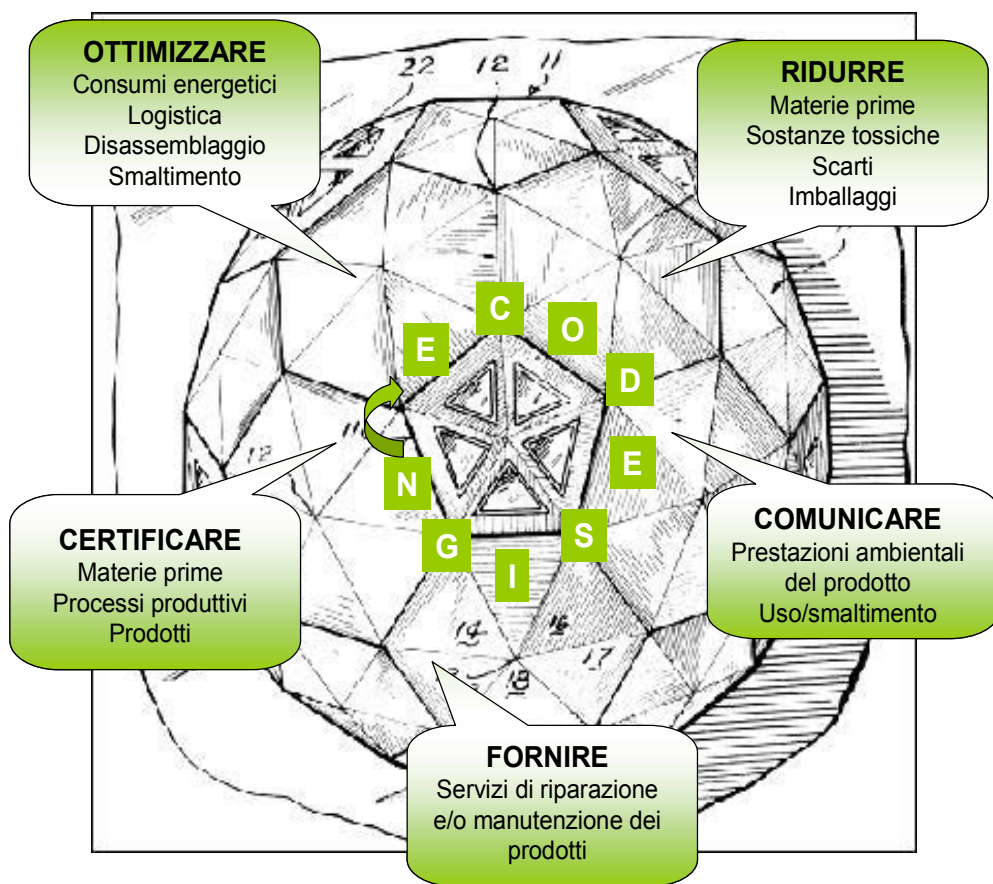 OTTIMIZZARE
Consumi energetici
Logistica
Disassemblaggio
Smaltimento
22
12
11
RIDURRE
Materie prime
Sostanze tossiche
Scarti
Imballaggi
E
C
O
D
E
S
I
G
N
11
12
CERTIFICARE
Materie prime
Processi produttivi
Prodotti
COMUNICARE
Prestazioni ambientali
del prodotto
Uso/smaltimento
14
16
17
18
FORNIRE
Servizi di riparazione
e/o manutenzione dei
prodotti